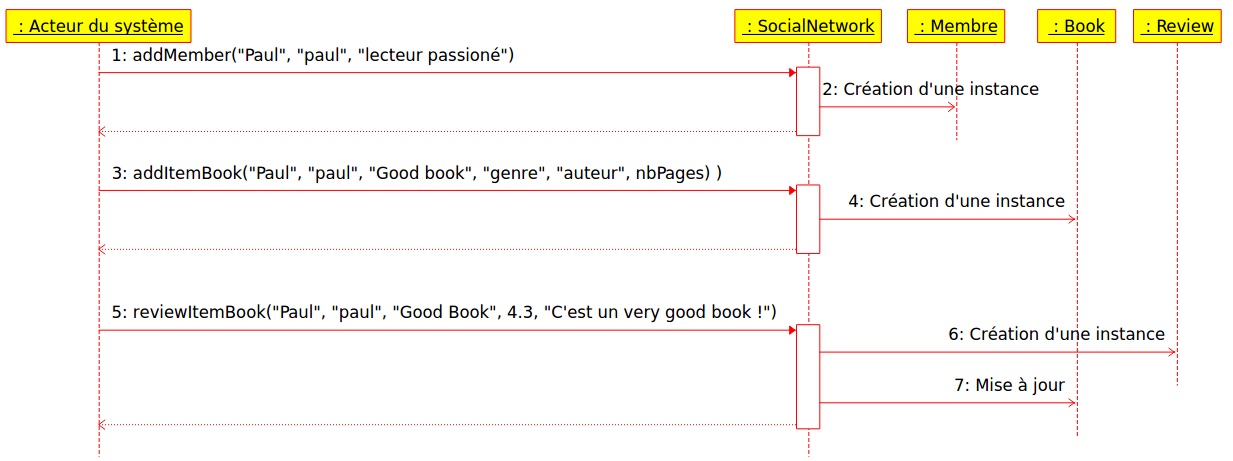 : Acteur du système
: SocialNetwork
: Membre
: Book
: Review
1: addMember("Paul", "paul", "lecteur passioné")
2: Création d'une instance
3: addItemBook("Paul", "paul", "Good book", "genre", "auteur", nbPages) )
4: Création d'une instance
5: reviewItemBook("Paul", "paul", "Good Book", 4.3, "C'est un very good book !")
6: Création d'une instance
7: Mise à jour